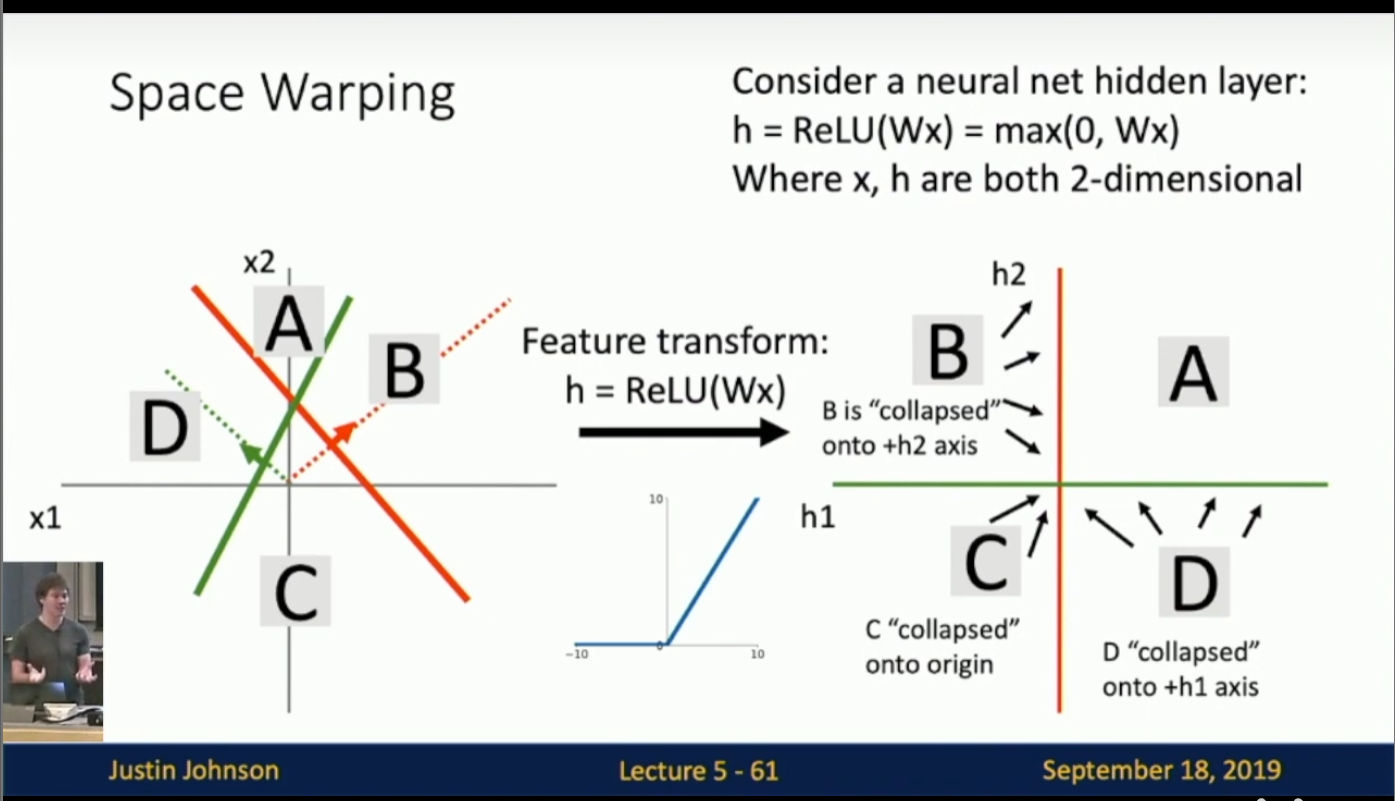 Space Warping
Consider a neural net hidden layer:
h = ReLU(Wx) = max(0, Wx)
Where x, h are both 2-dimensional
x2
A
B
D
C
x1
Feature transform:
h = ReLU(Wx)
10
-10
0
10
h2
B
A
B is “collapsed”
onto +h2 axis
h1
C
D
C “collapsed”
onto origin
D “collapsed”
onto +h1 axis
Justin Johnson
Lecture 5 - 61
September 18, 2019